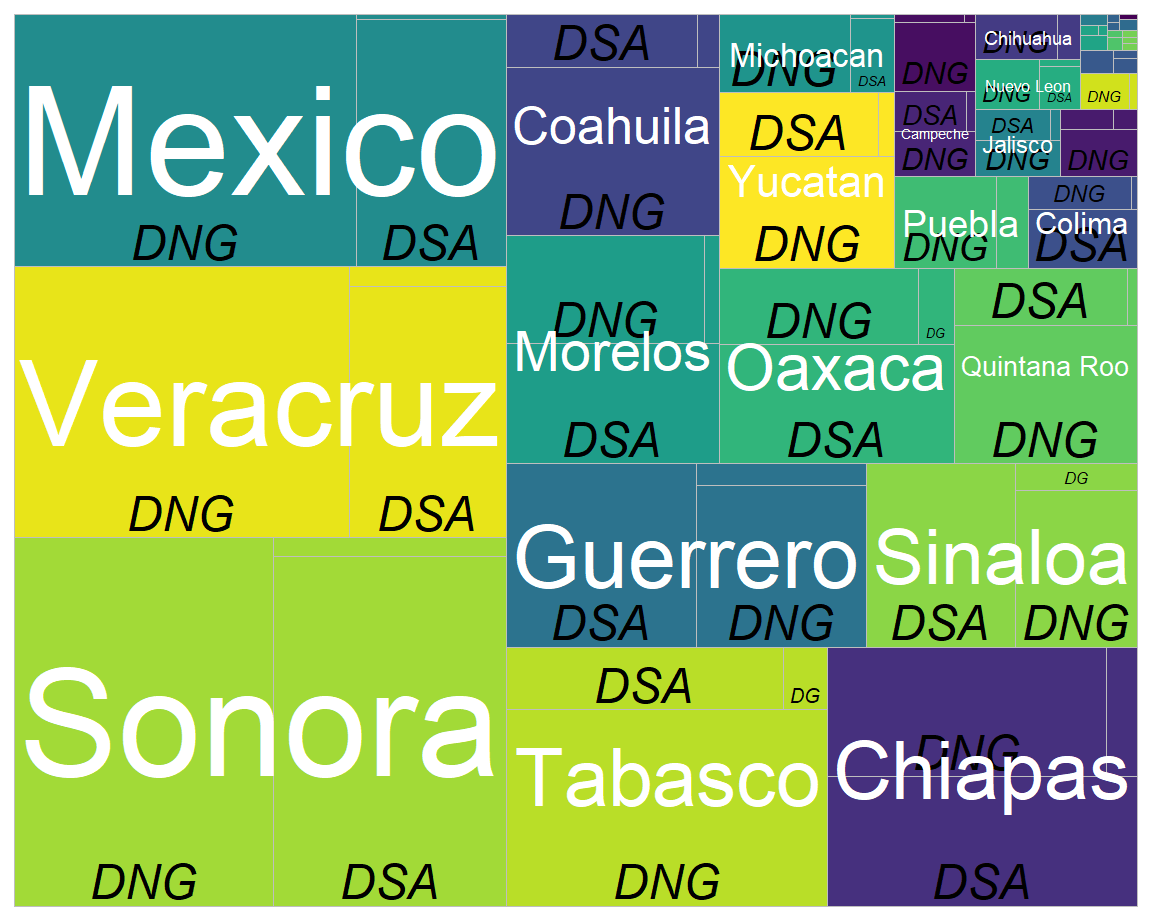 Mexico
DNG
DSA
Veracruz
DNG
DSA
Sonora
DNG
DSA
DSA
Coahuila
DNG
DNG
Morelos
DSA
Michoacan
DNG
DSA
DSA
Yucatan
DNG
DNG
DSA
Campeche
DNG
Chihuahua
DNG
Nuevo Leon
DNG
DSA
DNG
DSA
Jalisco
DNG
DNG
Puebla
DNG
DNG
Colima
DSA
DNG
DG
Oaxaca
DSA
DSA
Quintana Roo
DNG
Guerrero
DSA
DNG
DG
Sinaloa
DSA
DNG
DSA
DG
Tabasco
DNG
DNG
Chiapas
DSA